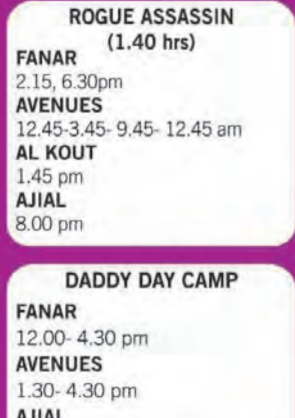 ROGUE ASSASSIN
(1.40 hrs)
FANAR
2.15, 6.30pm
AVENUES
12.45-3.45- 9.45- 12.45 am
AL KOUT
1.45 pm
AJIAL
8.00 pm
DADDY DAY CAMP
FANAR
12.00- 4.30 pm
AVENUES
1.30- 4.30 pm
AJIAL